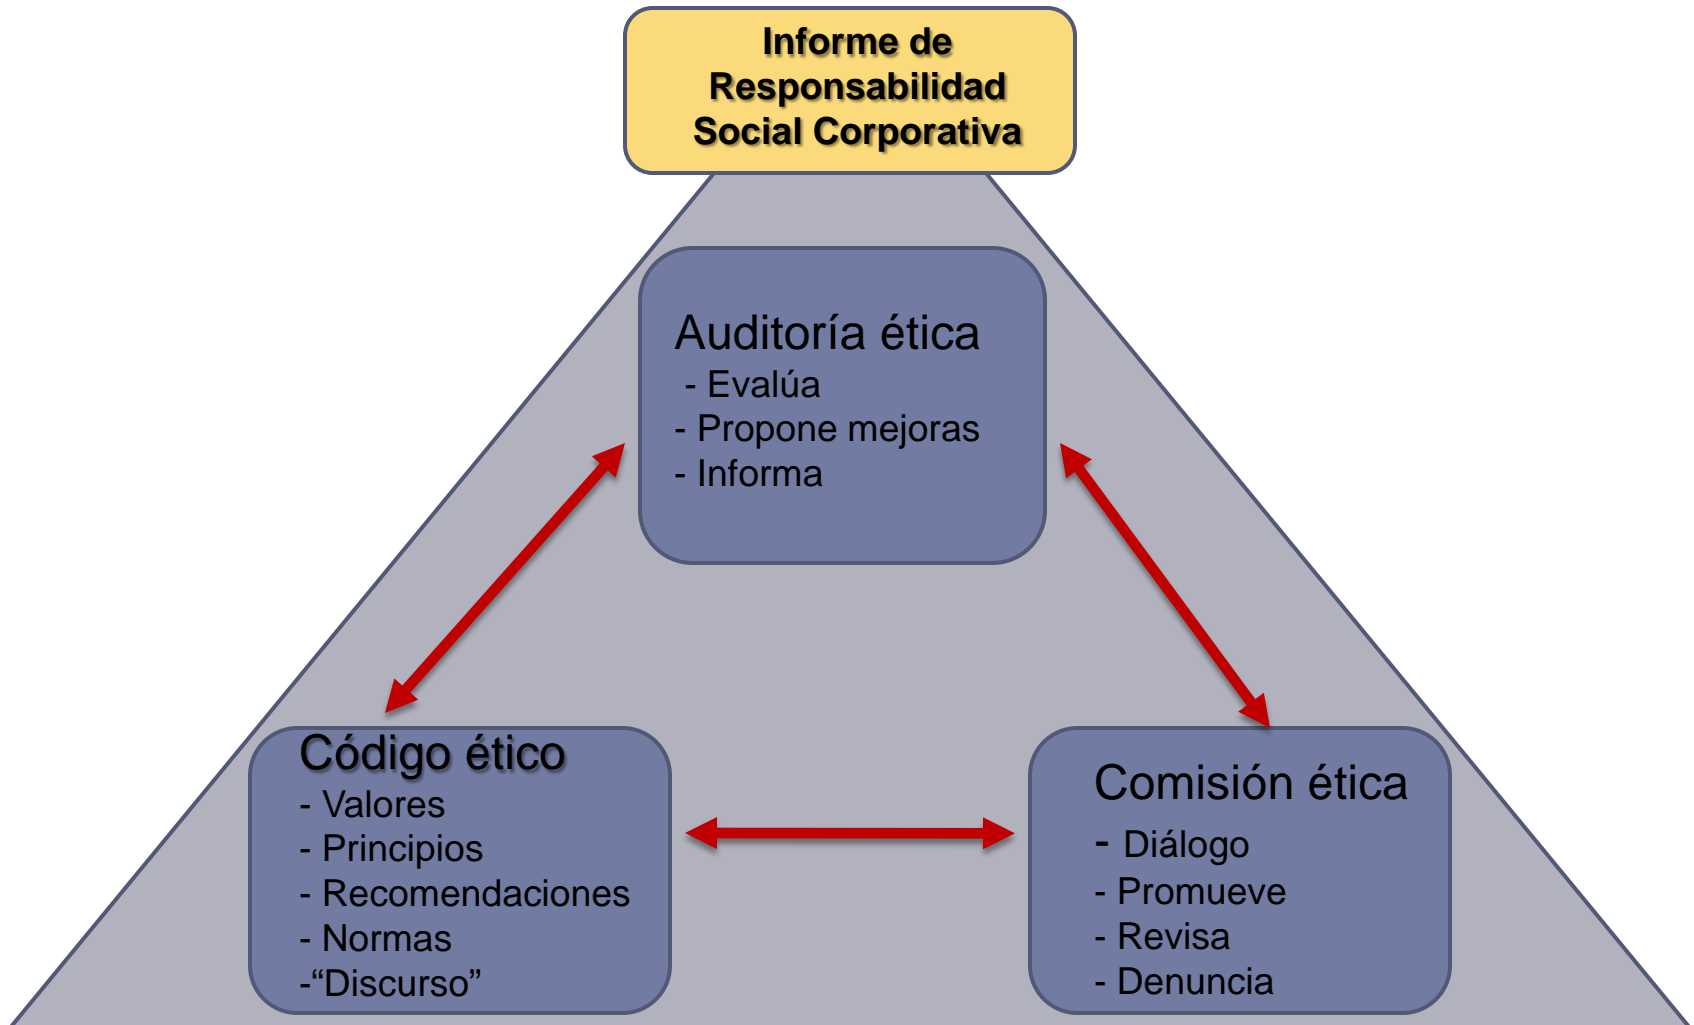 Informe de
Responsabilidad
Social Corporativa
Auditoría ética
- Evalúa
- Propone mejoras
- Informa
Código ético
- Valores
- Principios
- Recomendaciones
- Normas
-“Discurso”
Comisión ética
- Diálogo
- Promueve
- Revisa
- Denuncia